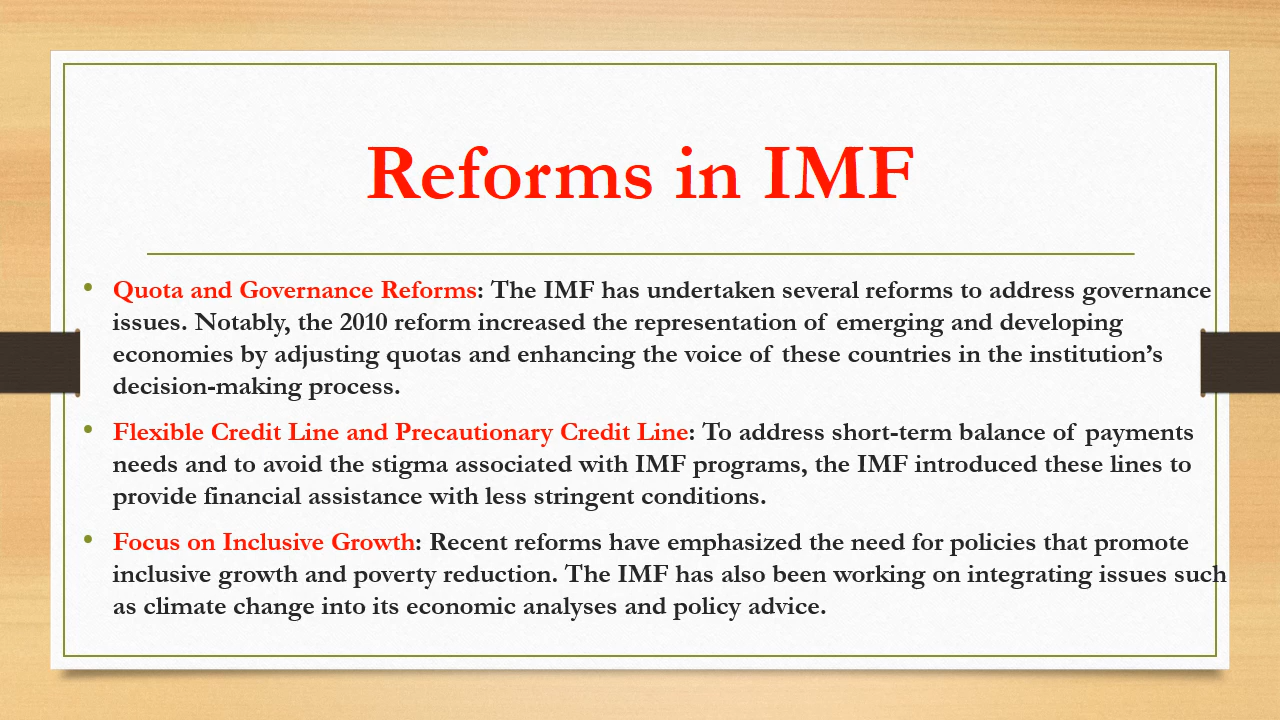 Reforms in IMF
• Quota and Governance Reforms: The IMF has undertaken several reforms to address governance
issues. Notably, the 2010 reform increased the representation of emerging and developing
economies by adjusting quotas and enhancing the voice of these countries in the institution’s
decision-making process.
• Flexible Credit Line and Precautionary Credit Line: To address short-term balance of payments
needs and to avoid the stigma associated with IMF programs, the IMF introduced these lines to
provide financial assistance with less stringent conditions.
• Focus on Inclusive Growth: Recent reforms have emphasized the need for policies that promote
inclusive growth and poverty reduction. The IMF has also been working on integrating issues such
as climate change into its economic analyses and policy advice.